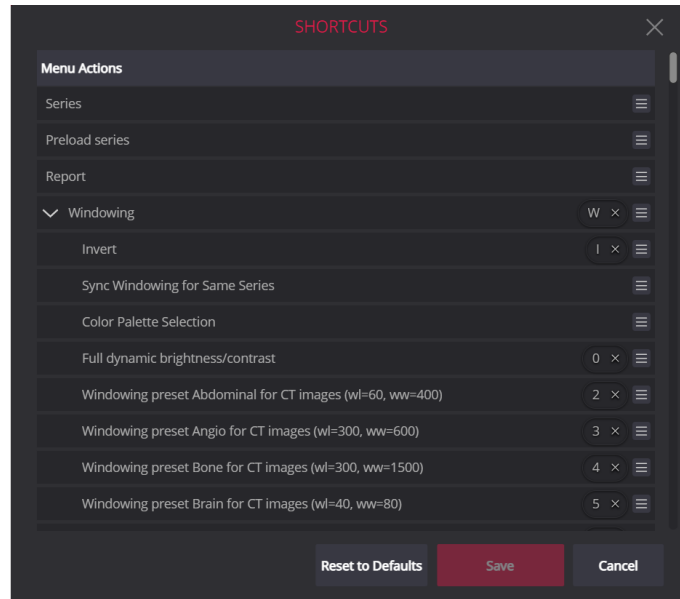 SHORTCUTS
Menu Actions
Series
Preload series
Report
Windowing W ×
Invert I ×
Sync Windowing for Same Series
Color Palette Selection
Full dynamic brightness/contrast 0 ×
Windowing preset Abdominal for CT images (wl=60, ww=400) 2 ×
Windowing preset Angio for CT images (wl=300, ww=600) 3 ×
Windowing preset Bone for CT images (wl=300, ww=1500) 4 ×
Windowing preset Brain for CT images (wl=40, ww=80) 5 ×
Reset to Defaults Save Cancel